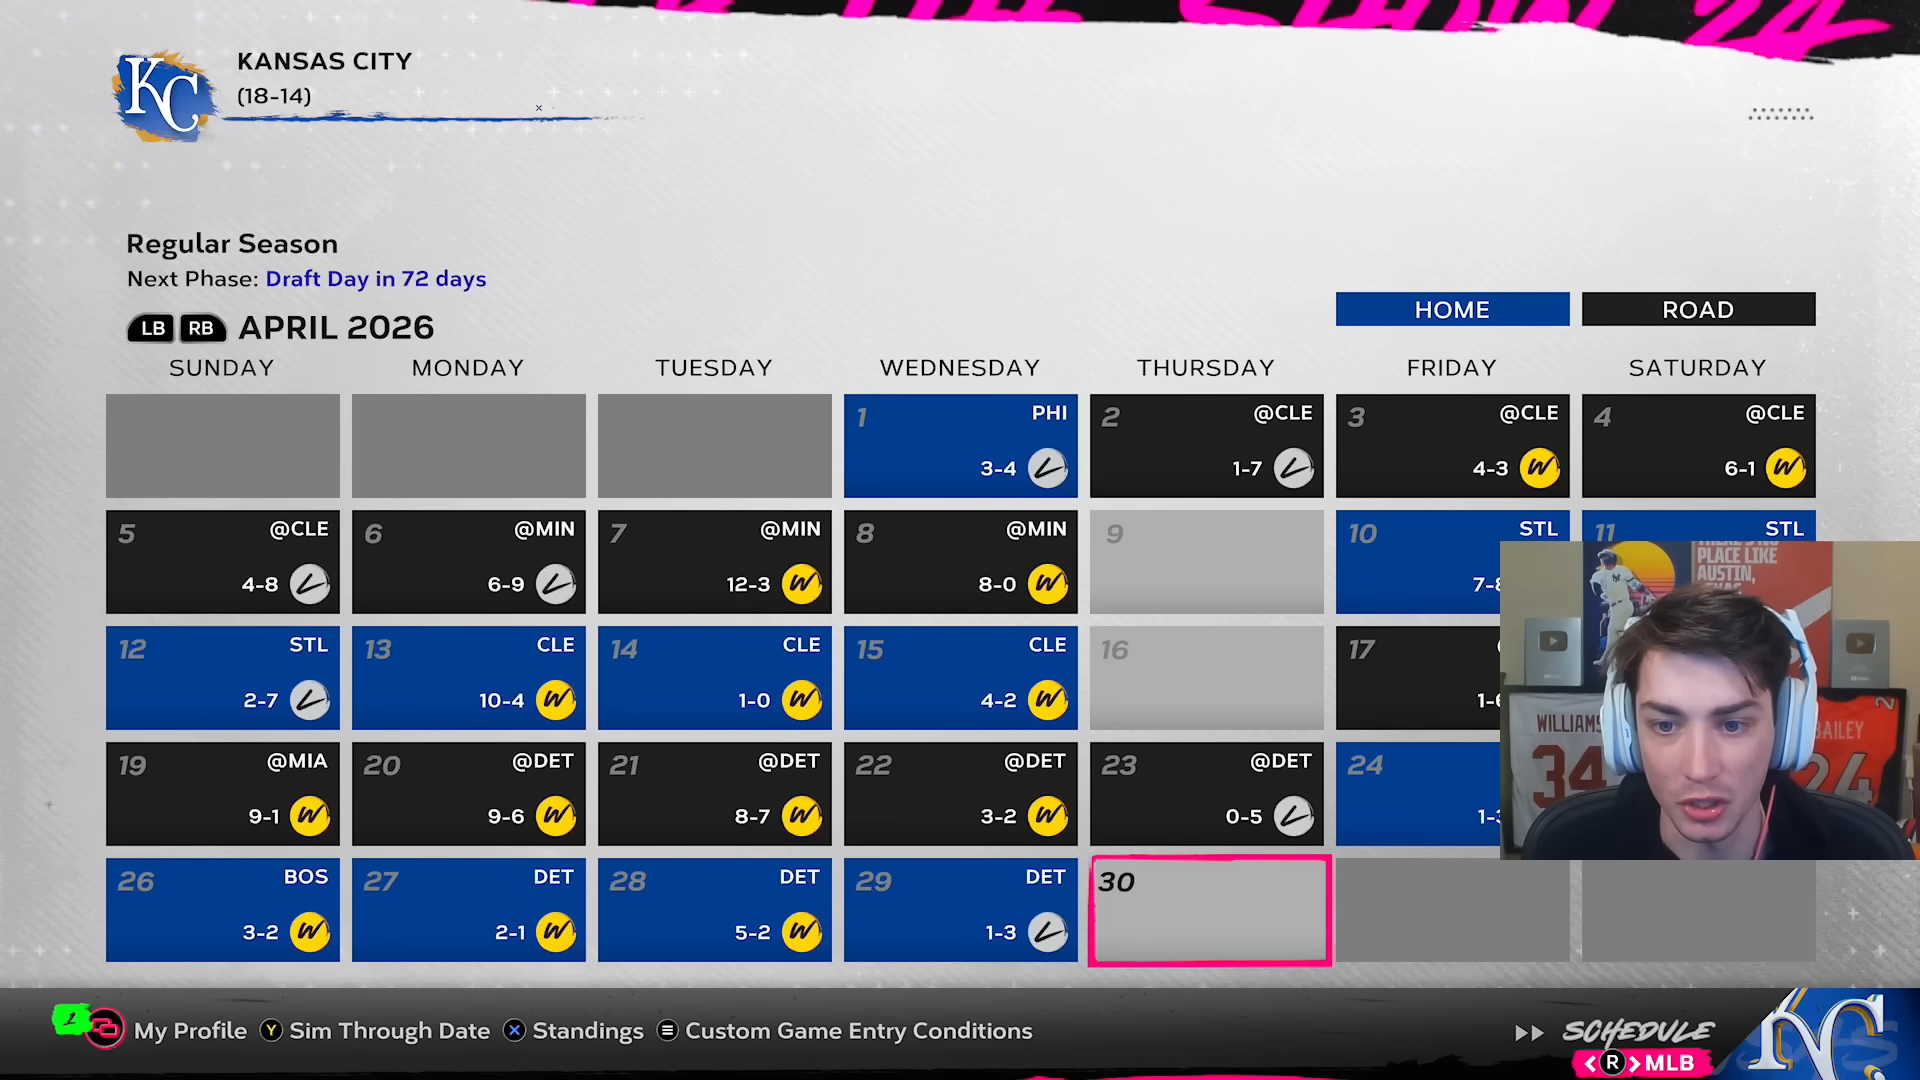 KANSAS CITY
(18-14)
Regular Season
Next Phase: Draft Day in 72 days
HOME
ROAD
LB RB APRIL 2026
SUNDAY MONDAY TUESDAY WEDNESDAY THURSDAY FRIDAY SATURDAY
1 PHI
3-4 L
2 @CLE
1-7 L
3 @CLE
4-3 W
4 @CLE
6-1 W
5 @CLE
4-8 L
6 @MIN
6-9 L
7 @MIN
12-3 W
8 @MIN
8-0 W
9
10 STL
11 STL
12 STL
2-7 L
13 CLE
10-4 W
14 CLE
1-0 W
15 CLE
4-2 W
16
17
19 @MIA
9-1 W
20 @DET
9-6 W
21 @DET
8-7 W
22 @DET
3-2 W
23 @DET
0-5 L
24
26 BOS
3-2 W
27 DET
2-1 W
28 DET
5-2 W
29 DET
1-3 L
30
PLACE LIKE
AUSTIN,
WILLIAMS
34
BAILEY
24
1 My Profile Y Sim Through Date X Standings Custom Game Entry Conditions
SCHEDULE
R MLB
KC